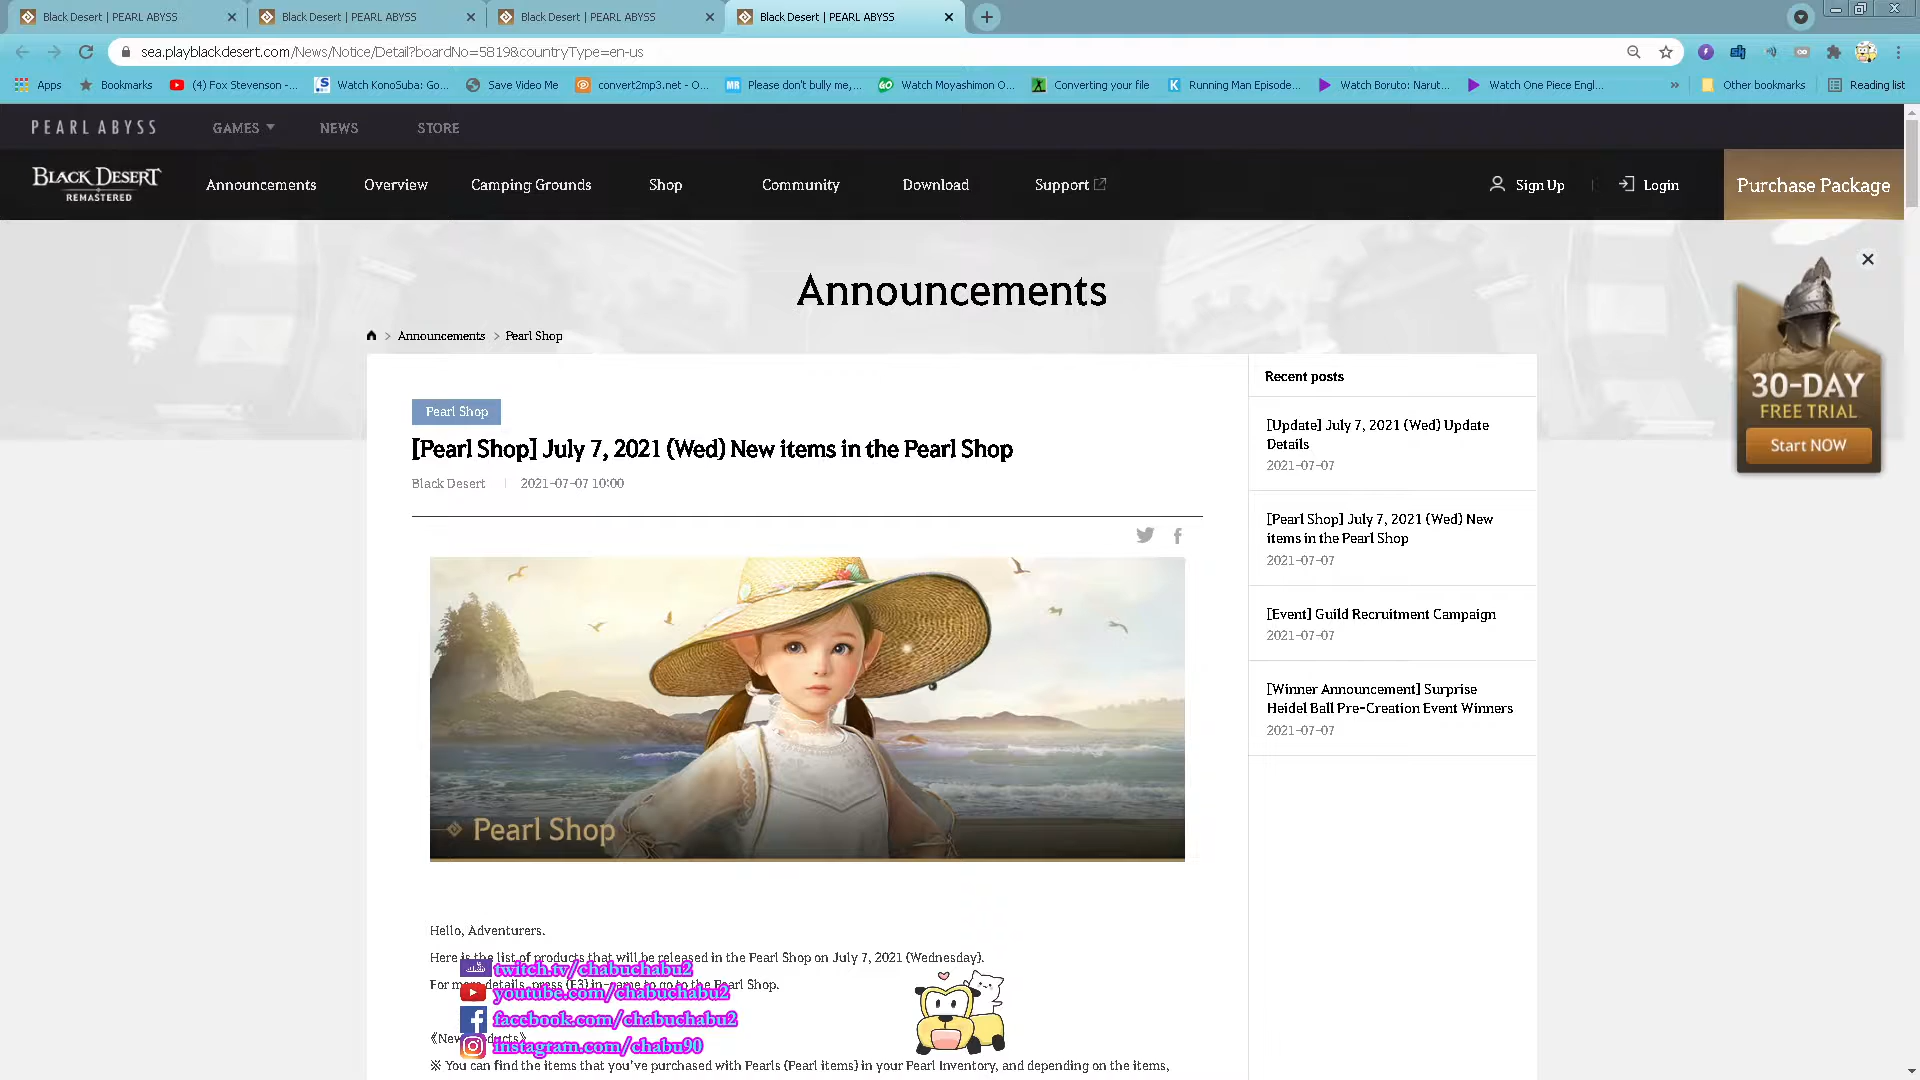 Black Desert | PEARL ABYSS
Black Desert | PEARL ABYSS
Black Desert | PEARL ABYSS
Black Desert | PEARL ABYSS
sea.playblackdesert.com/News/Notice/Detail?boardNo=5819&countryType=en-us
Apps
Bookmarks
(4) Fox Stevenson -...
Watch KonoSuba: Go...
Save Video Me
convert2mp3.net - O...
Please don't bully me,...
Watch Moyashimon O...
Converting your file
Running Man Episode...
Watch Boruto: Narut...
Watch One Piece Engl...
»
Other bookmarks
Reading list
PEARL ABYSS
GAMES
NEWS
STORE
BLACK DESERT
REMASTERED
Announcements
Overview
Camping Grounds
Shop
Community
Download
Support
Sign Up
Login
Purchase Package
Announcements
> Announcements > Pearl Shop
30-DAY
FREE TRIAL
Start NOW
Pearl Shop
[Pearl Shop] July 7, 2021 (Wed) New items in the Pearl Shop
Black Desert | 2021-07-07 10:00
Pearl Shop
Recent posts
[Update] July 7, 2021 (Wed) Update
Details
2021-07-07
[Pearl Shop] July 7, 2021 (Wed) New
items in the Pearl Shop
2021-07-07
[Event] Guild Recruitment Campaign
2021-07-07
[Winner Announcement] Surprise
Heidel Ball Pre-Creation Event Winners
2021-07-07
Hello, Adventurers.
Here is the list of products that will be released in the Pearl Shop on July 7, 2021 (Wednesday).
For more details, press (F3) in-game to go to the Pearl Shop.
《New Products》
※ You can find the items that you've purchased with Pearls (Pearl items) in your Pearl Inventory, and depending on the items,
twitch.tv/chabuchabu2
youtube.com/chabuchabu2
facebook.com/chabuchabu2
instagram.com/chabu90